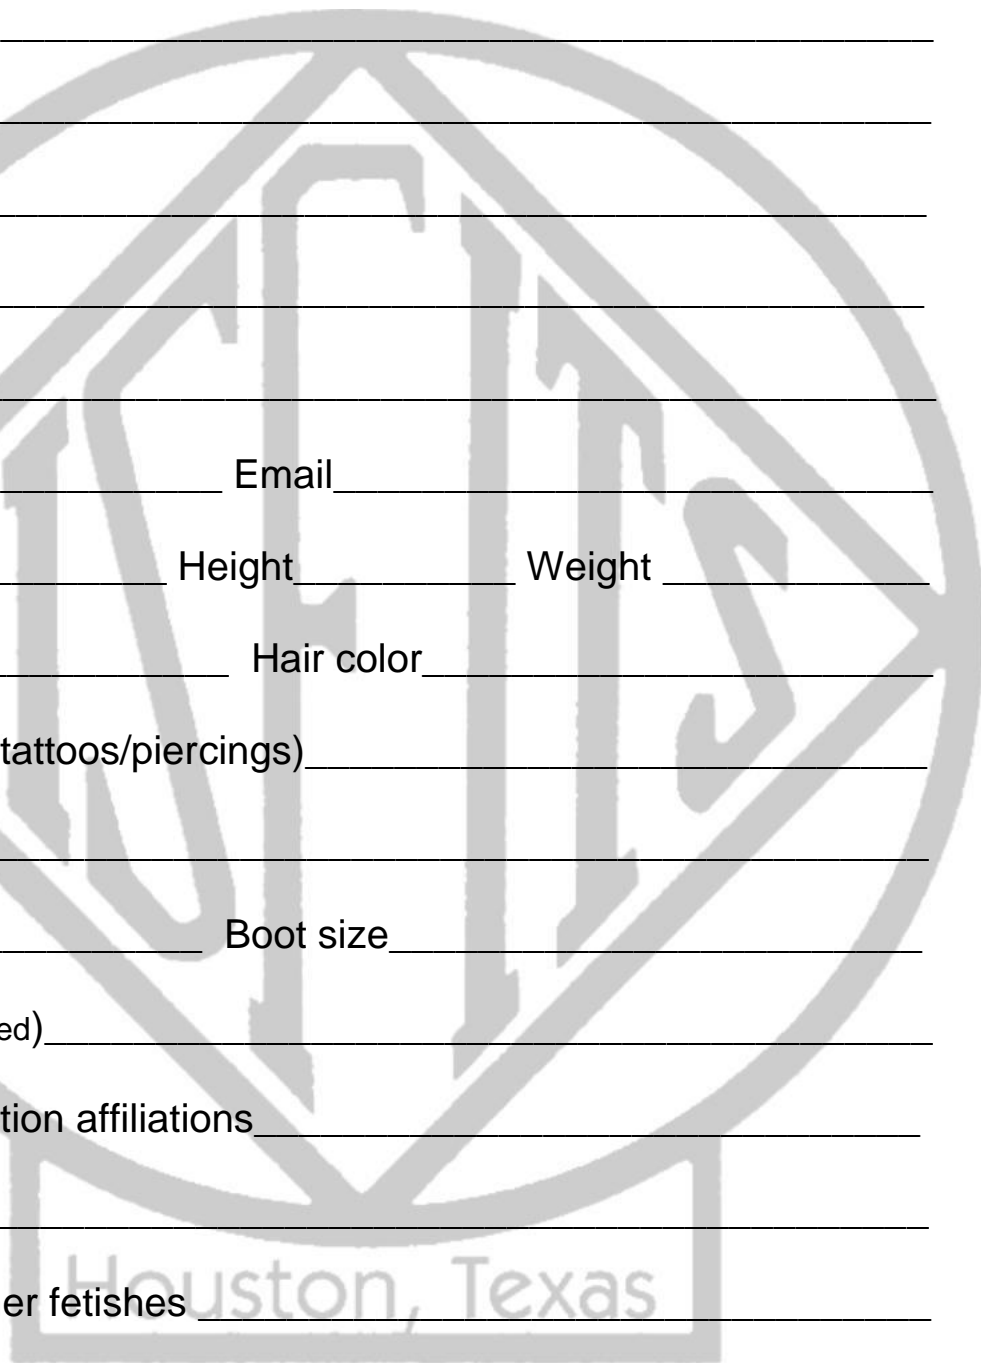 Email
Height Weight
Hair color
tattoos/piercings)
Boot size
ed)
tion affiliations
Houston, Texas
er fetishes